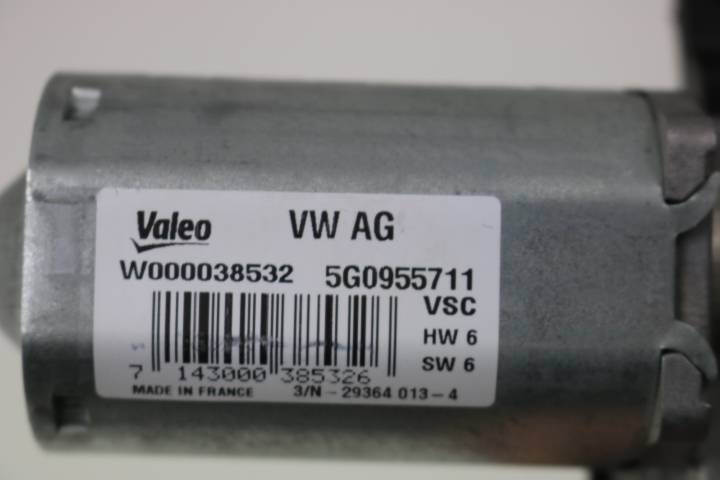 Valeo VW AG
W000038532 5G0955711
VSC
HW 6
SW 6
7 143000 385326
MADE IN FRANCE 3/N - 29364 013-4